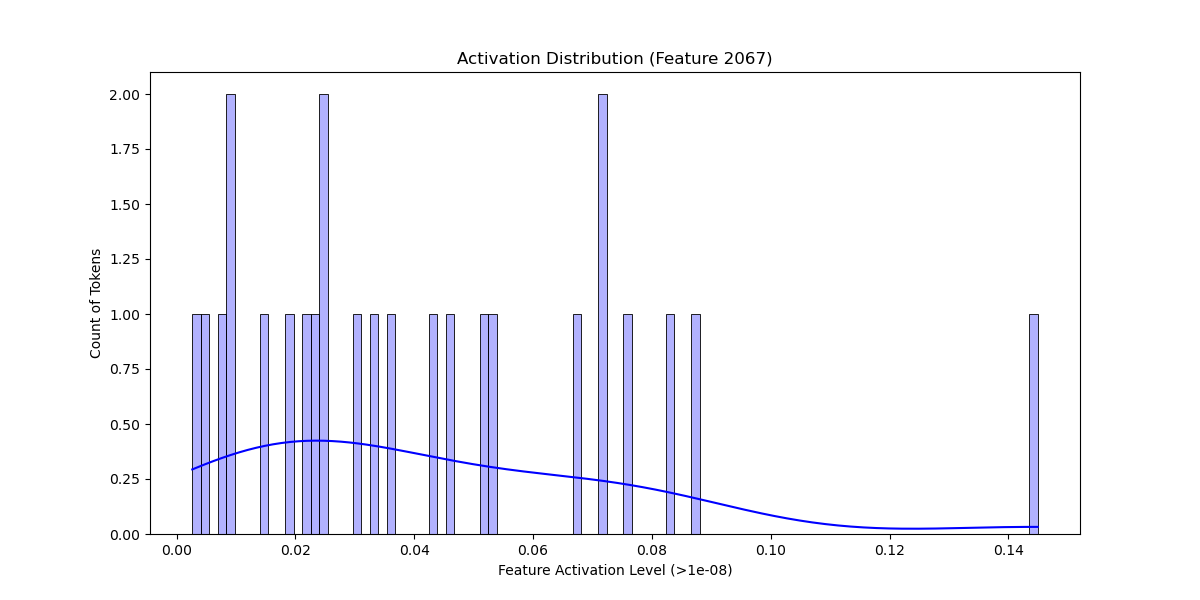 Activation Distribution (Feature 2067)
2.00
1.75
1.50
1.25
1.00
0.75
0.50
0.25
0.00
Count of Tokens
0.00 0.02 0.04 0.06 0.08 0.10 0.12 0.14
Feature Activation Level (>1e-08)